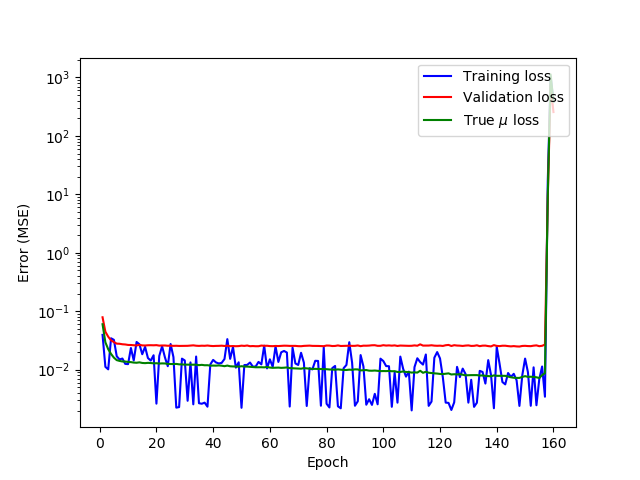 Training loss
Validation loss
True μ loss
10³
10²
10¹
10⁰
10⁻¹
10⁻²
Error (MSE)
0 20 40 60 80 100 120 140 160
Epoch